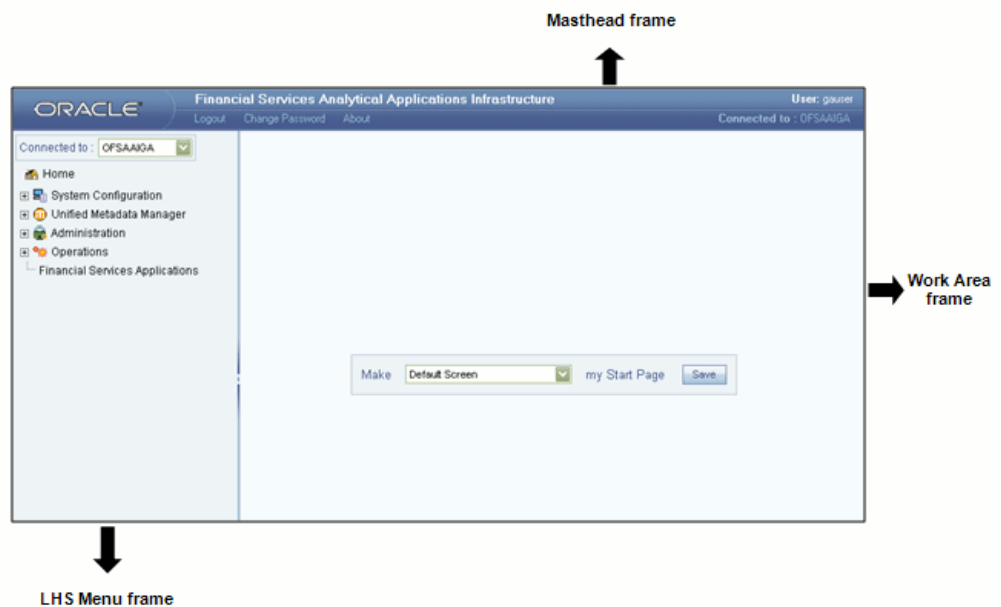 Masthead frame
ORACLE
Financial Services Analytical Applications Infrastructure
User: gauser
Logout Change Password About
Connected to : OFSAAIGA
Connected to : OFSAAIGA
Home
System Configuration
Unified Metadata Manager
Administration
Operations
Financial Services Applications
Work Area
frame
Make Default Screen my Start Page Save
LHS Menu frame